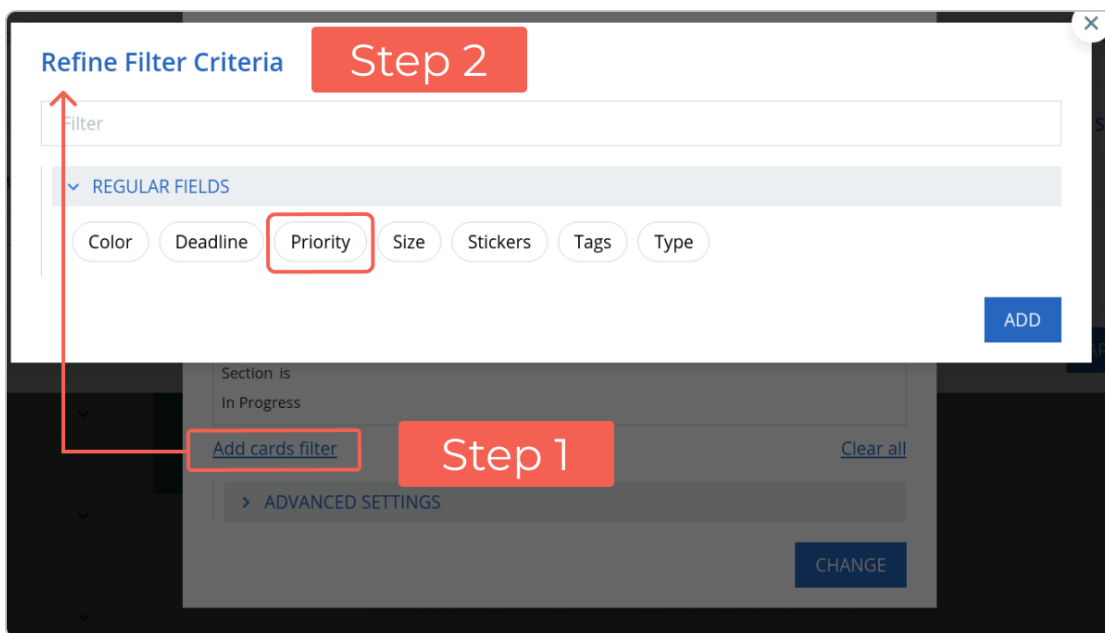 Refine Filter Criteria
Step 2
Filter
REGULAR FIELDS
Color Deadline Priority Size Stickers Tags Type
ADD
Section is
In Progress
Add cards filter
Step 1
Clear all
ADVANCED SETTINGS
CHANGE